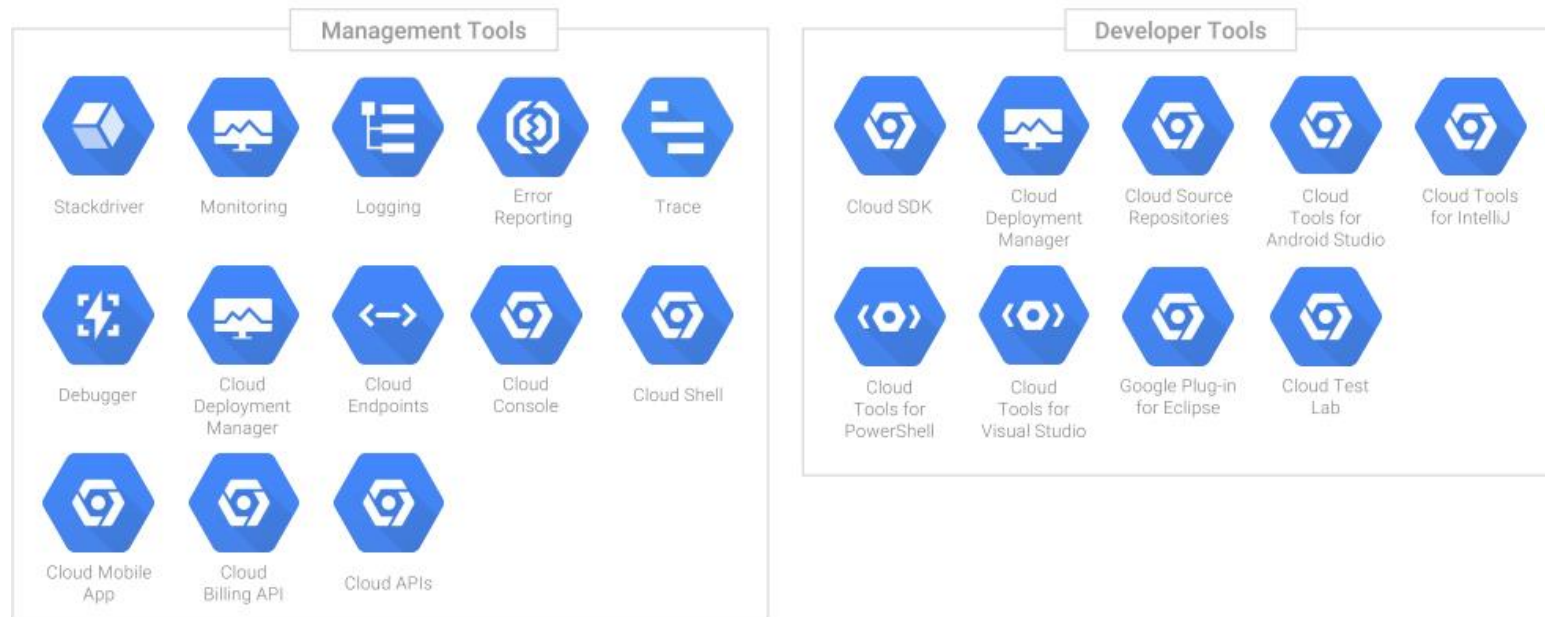 Management Tools
Stackdriver
Monitoring
Logging
Error
Reporting
Trace
Debugger
Cloud
Deployment
Manager
Cloud
Endpoints
Cloud
Console
Cloud Shell
Cloud Mobile
App
Cloud
Billing API
Cloud APIs
Developer Tools
Cloud SDK
Cloud
Deployment
Manager
Cloud Source
Repositories
Cloud
Tools for
Android Studio
Cloud Tools
for IntelliJ
Cloud
Tools for
PowerShell
Cloud
Tools for
Visual Studio
Google Plug-in
for Eclipse
Cloud Test
Lab